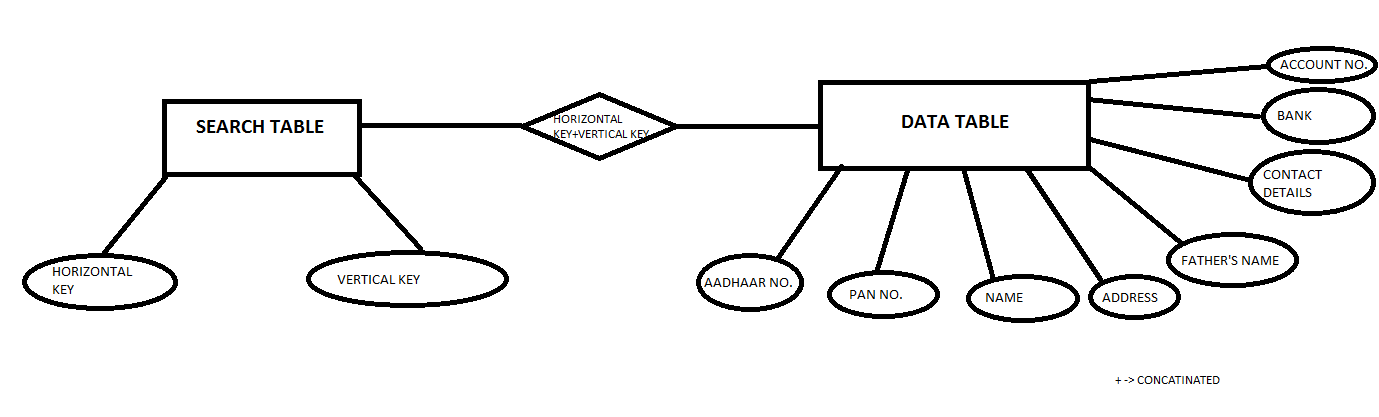 ACCOUNT NO.
BANK
CONTACT
DETAILS
SEARCH TABLE
HORIZONTAL
KEY+VERTICAL KEY
DATA TABLE
HORIZONTAL
KEY
VERTICAL KEY
AADHAAR NO.
PAN NO.
NAME
ADDRESS
FATHER'S NAME
+ -> CONCATINATED